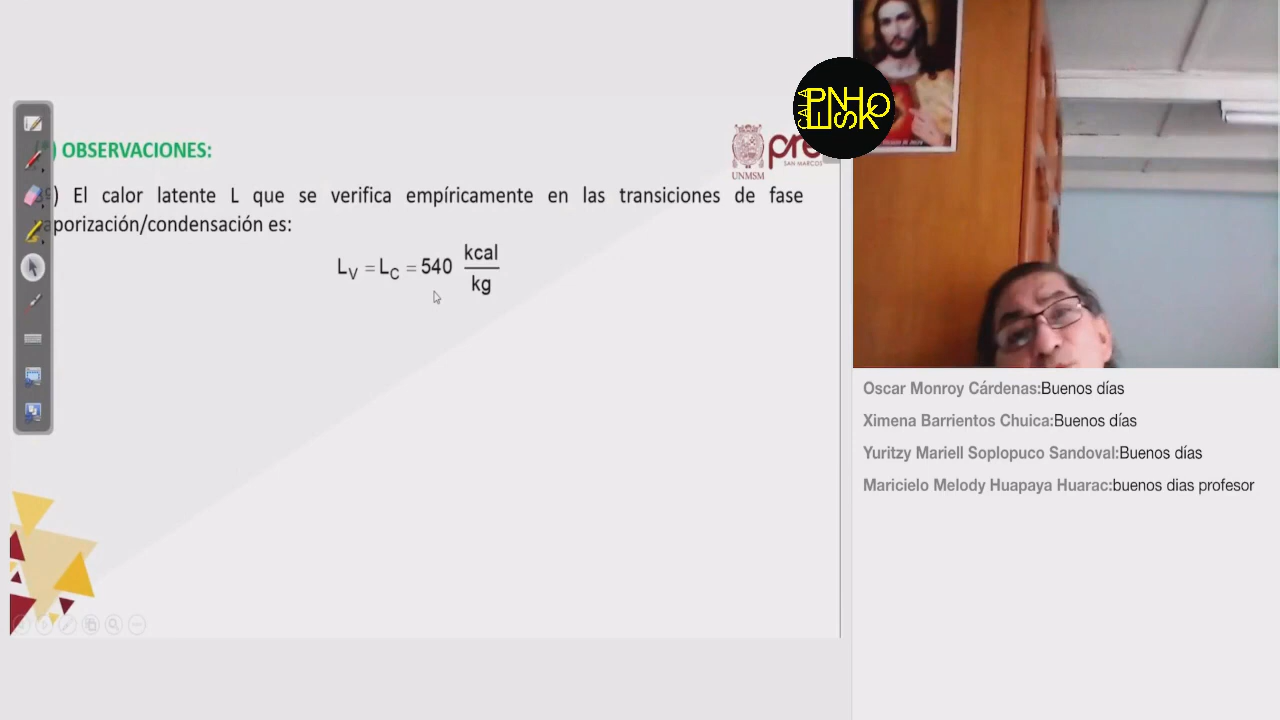 ) OBSERVACIONES:
) El calor latente L que se verifica empíricamente en las transiciones de fase
aporización/condensación es:
L_V = L_C = 540 kcal/kg
UNMSM
pre
SAN MARCOS
Oscar Monroy Cárdenas:Buenos días
Ximena Barrientos Chuica:Buenos días
Yuritzy Mariell Soplopuco Sandoval:Buenos días
Maricielo Melody Huapaya Huarac:buenos dias profesor